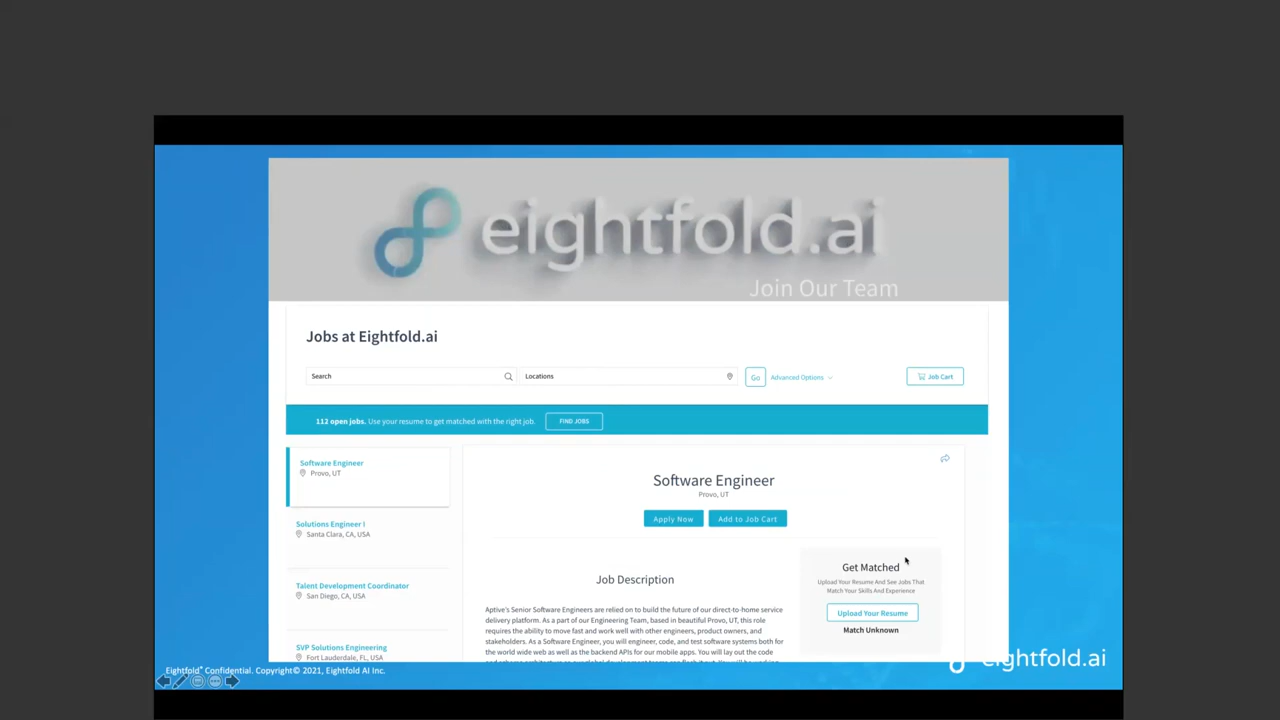 eightfold.ai
Join Our Team
Jobs at Eightfold.ai
Search
Locations
Go
Advanced Options
Job Cart
112 open jobs. Use your resume to get matched with the right job.
FIND JOBS
Software Engineer
Provo, UT
Solutions Engineer I
Santa Clara, CA, USA
Talent Development Coordinator
San Diego, CA, USA
SVP Solutions Engineering
Fort Lauderdale, FL, USA
Software Engineer
Provo, UT
Apply Now
Add to Job Cart
Job Description
Aptive's Senior Software Engineers are relied on to build the future of our direct-to-home service
delivery platform. As a part of our Engineering Team, based in beautiful Provo, UT, this role
requires the ability to move fast and work well with other engineers, product owners, and
stakeholders. As a Software Engineer, you will engineer, code, and test software systems both for
the world wide web as well as the backend APIs for our mobile apps. You will lay out the code
Get Matched
Upload Your Resume And See Jobs That
Match Your Skills And Experience
Upload Your Resume
Match Unknown
eightfold.ai
Eightfold® Confidential. Copyright© 2021, Eightfold AI Inc.